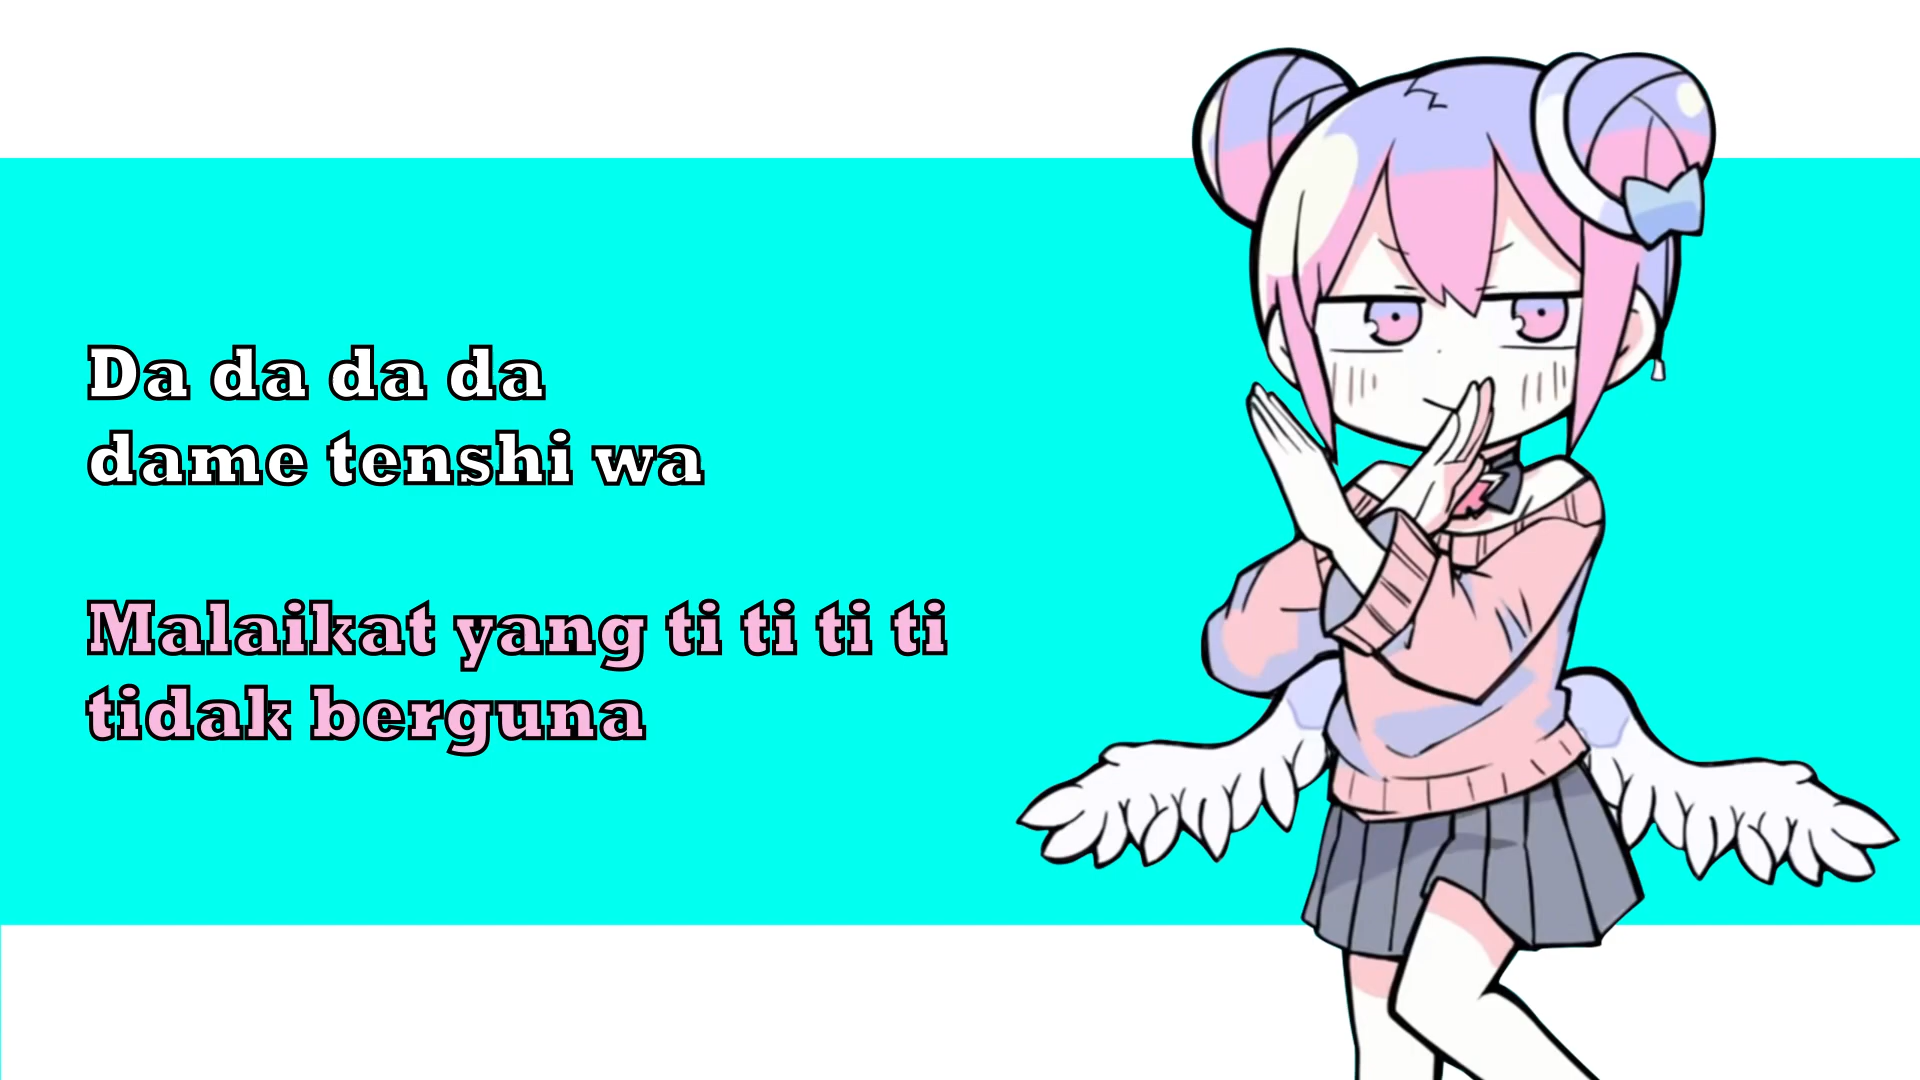 Da da da da
dame tenshi wa
Malaikat yang ti ti ti ti
tidak berguna